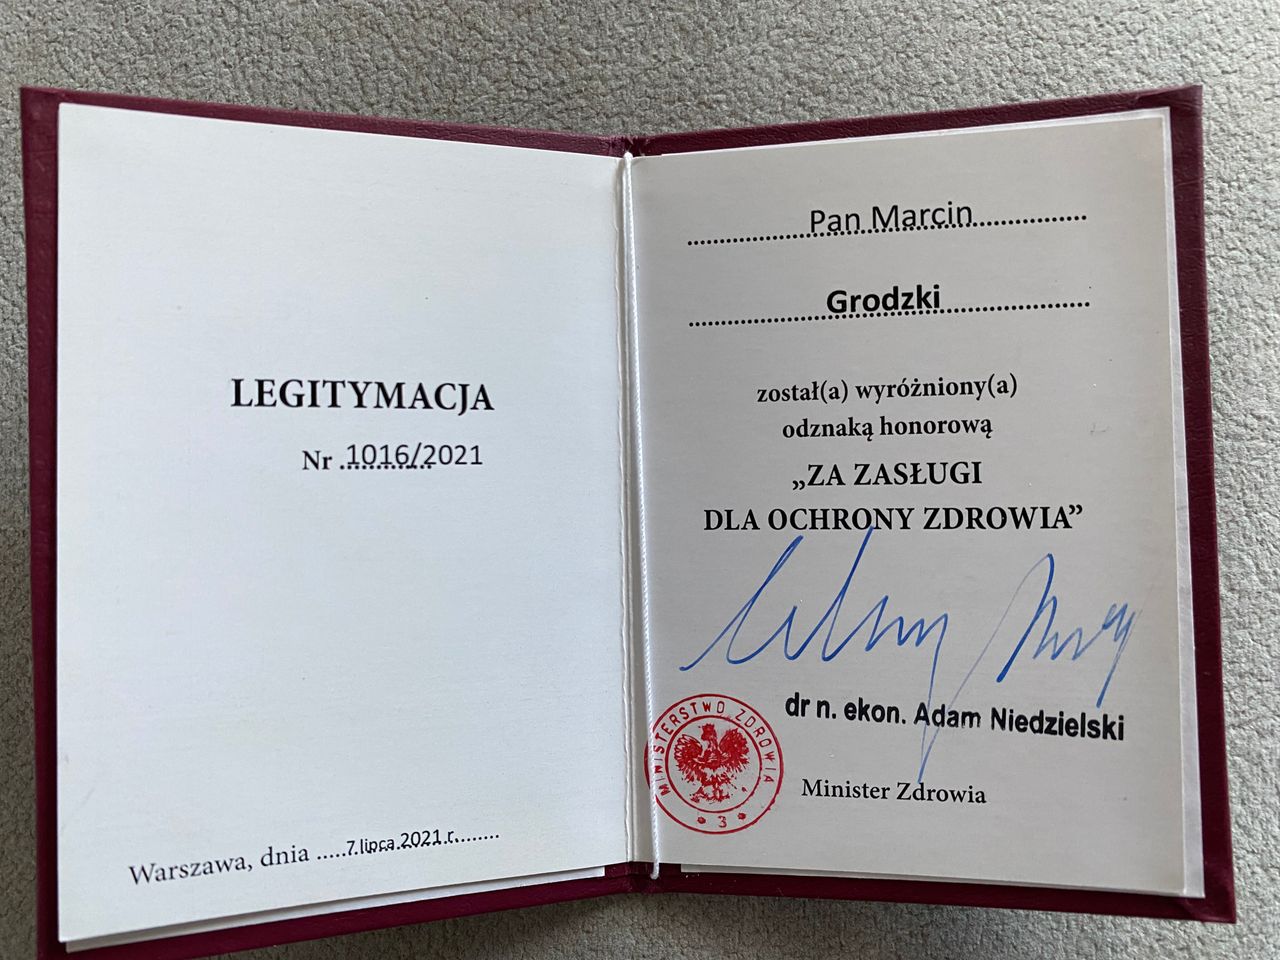 LEGITYMACJA
Nr 1016/2021
Warszawa, dnia .....7 lipca 2021 r........
Pan Marcin
Grodzki
został(a) wyróżniony(a)
odznaką honorową
„ZA ZASŁUGI
DLA OCHRONY ZDROWIA”
dr n. ekon. Adam Niedzielski
Minister Zdrowia
MINISTERSTWO ZDROWIA
* 3 *